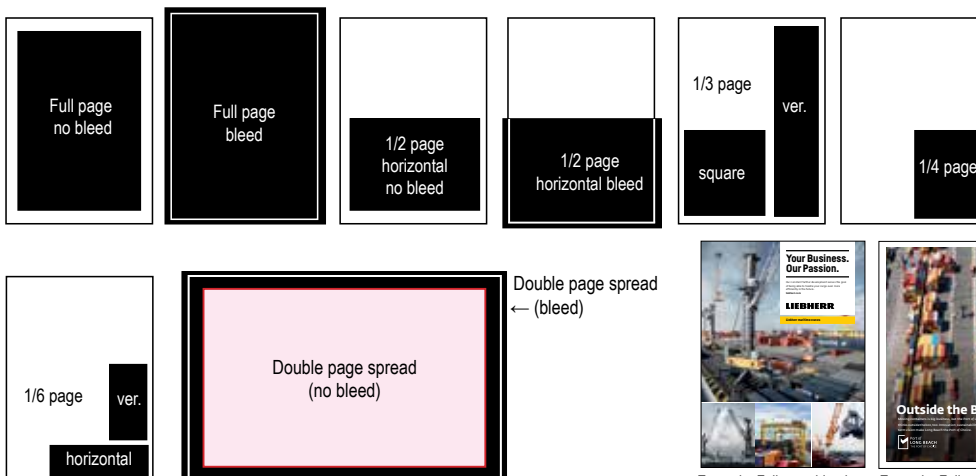 Full page
no bleed
Full page
bleed
1/2 page
horizontal
no bleed
1/2 page
horizontal bleed
1/3 page
ver.
square
1/4 page
1/6 page
ver.
horizontal
Double page spread
(no bleed)
Double page spread
← (bleed)
Your Business.
Our Passion.
LIEBHERR
Outside the B
LONG BEACH